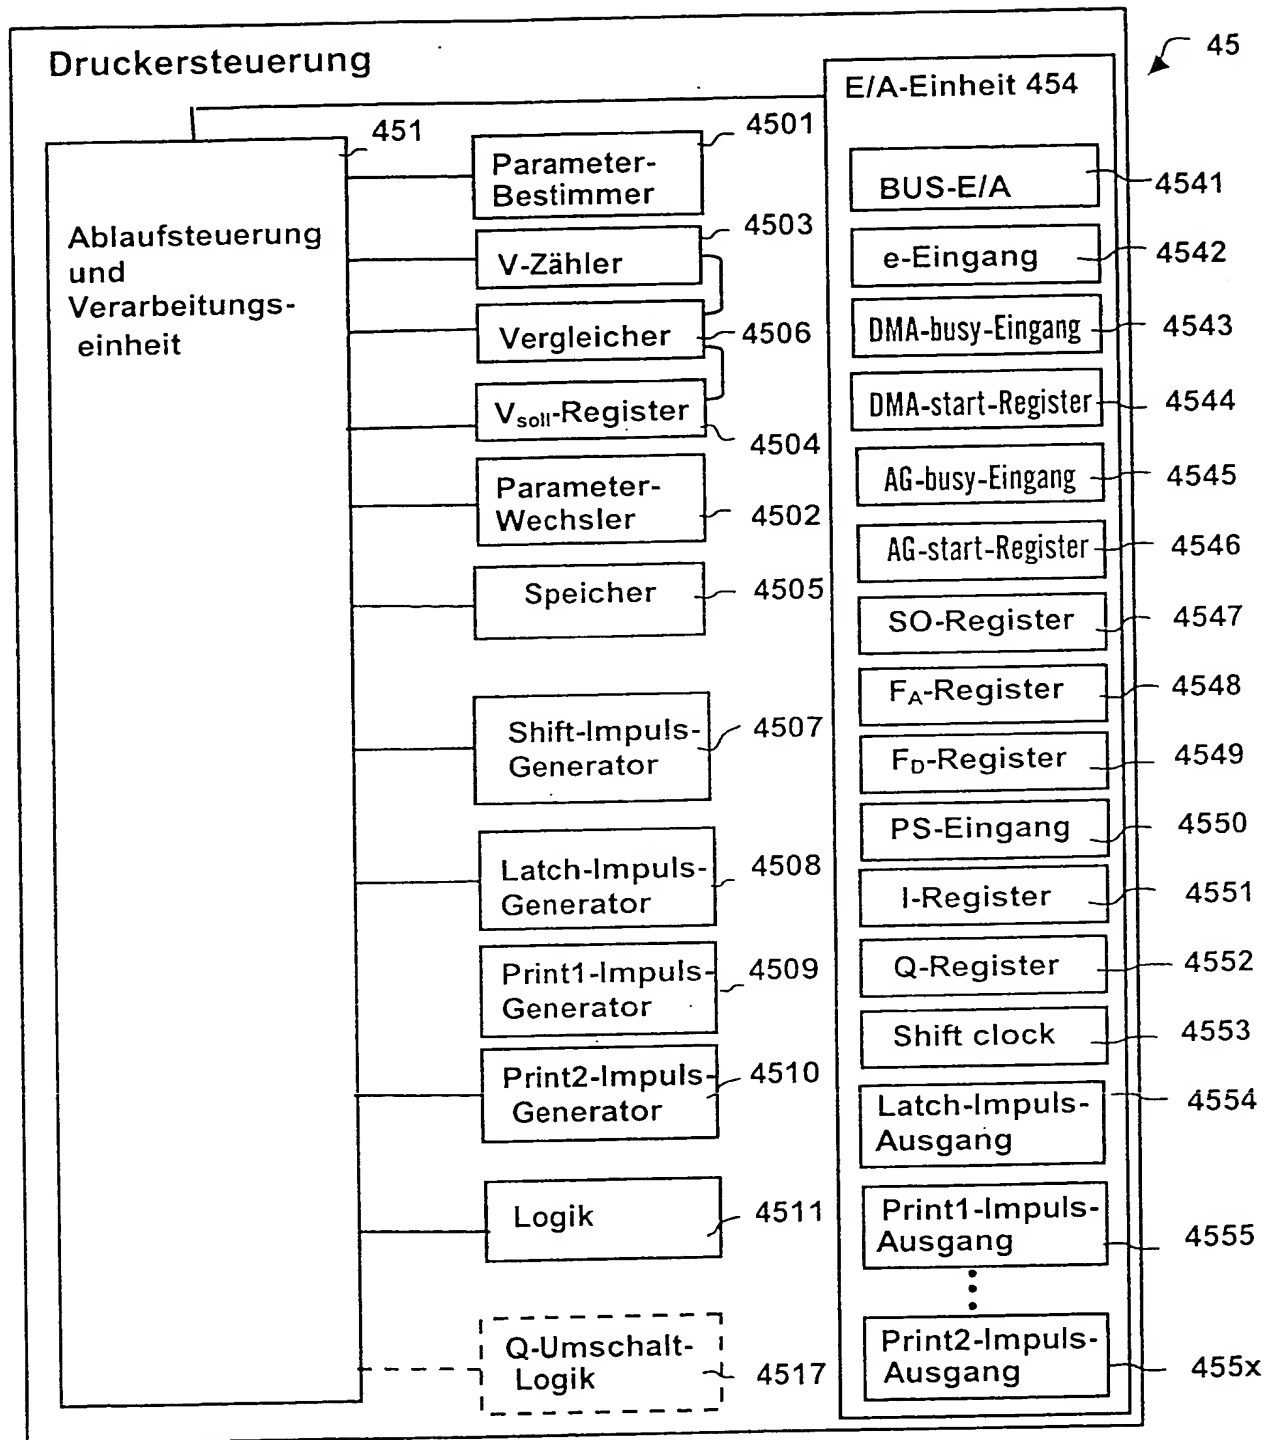 Druckersteuerung
45
451
Ablaufsteuerung
und
Verarbeitungs-
einheit
4501
Parameter-
Bestimmer
4503
V-Zähler
Vergleicher
4506
Vsoll-Register
4504
Parameter-
Wechsler
4502
Speicher
4505
Shift-Impuls-
Generator
4507
Latch-Impuls-
Generator
4508
Print1-Impuls-
Generator
4509
Print2-Impuls-
Generator
4510
Logik
4511
Q-Umschalt-
Logik
4517
E/A-Einheit 454
BUS-E/A
4541
e-Eingang
4542
DMA-busy-Eingang
4543
DMA-start-Register
4544
AG-busy-Eingang
4545
AG-start-Register
4546
SO-Register
4547
FA-Register
4548
FD-Register
4549
PS-Eingang
4550
I-Register
4551
Q-Register
4552
Shift clock
4553
Latch-Impuls-
Ausgang
4554
Print1-Impuls-
Ausgang
4555
Print2-Impuls-
Ausgang
455x